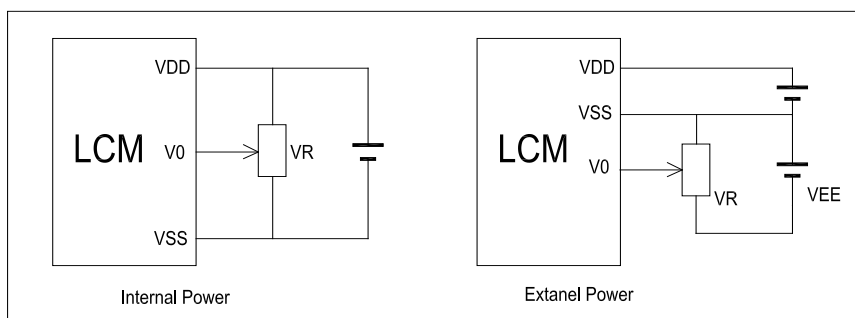 VDD
LCM
V0
VR
VSS
Internal Power
VDD
VSS
LCM
V0
VR
VEE
Extanel Power